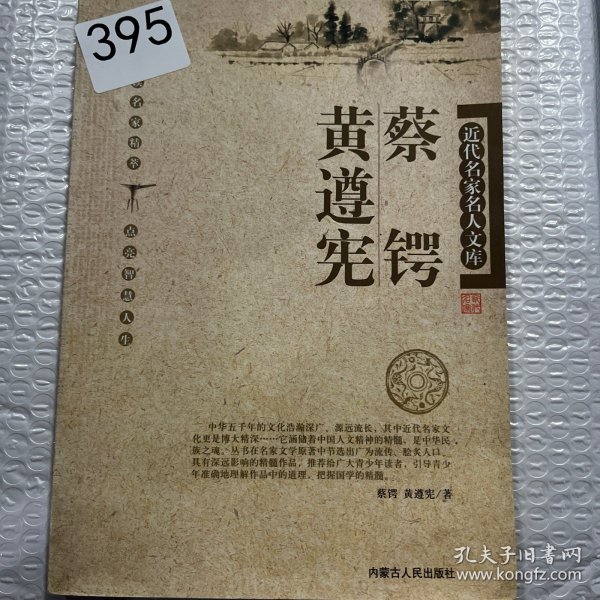 395
近代名家名人文库
蔡锷
黄遵宪
名家精萃
点亮智慧人生
中华五千年的文化浩瀚深广，源远流长，其中近代名家文
化更是博大精深……它涵储着中国人文精神的精髓，是中华民
族之魂。丛书在名家文学原著中节选出广为流传、脍炙人口、
具有深远影响的精髓作品，推荐给广大青少年读者，引导青少
年准确地理解作品中的道理，把握国学的精髓。
蔡锷 黄遵宪/著
内蒙古人民出版社
孔夫子旧书网
www.kongfz.com